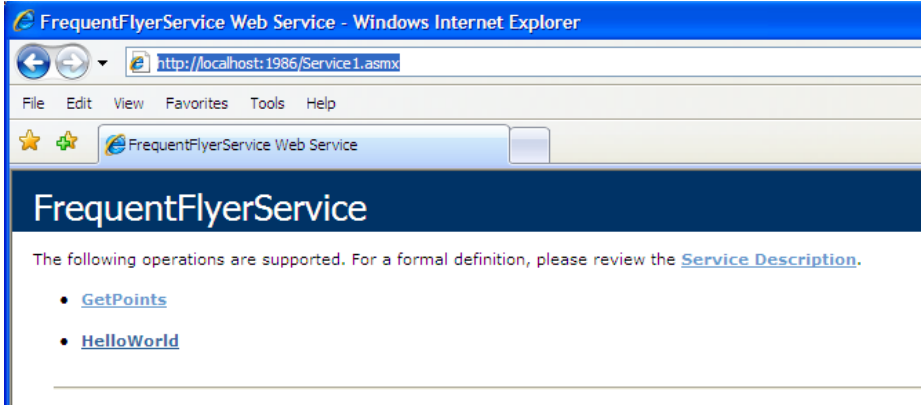 FrequentFlyerService Web Service - Windows Internet Explorer
http://localhost:1986/Service1.asmx
File Edit View Favorites Tools Help
FrequentFlyerService Web Service
FrequentFlyerService
The following operations are supported. For a formal definition, please review the Service Description.
• GetPoints
• HelloWorld